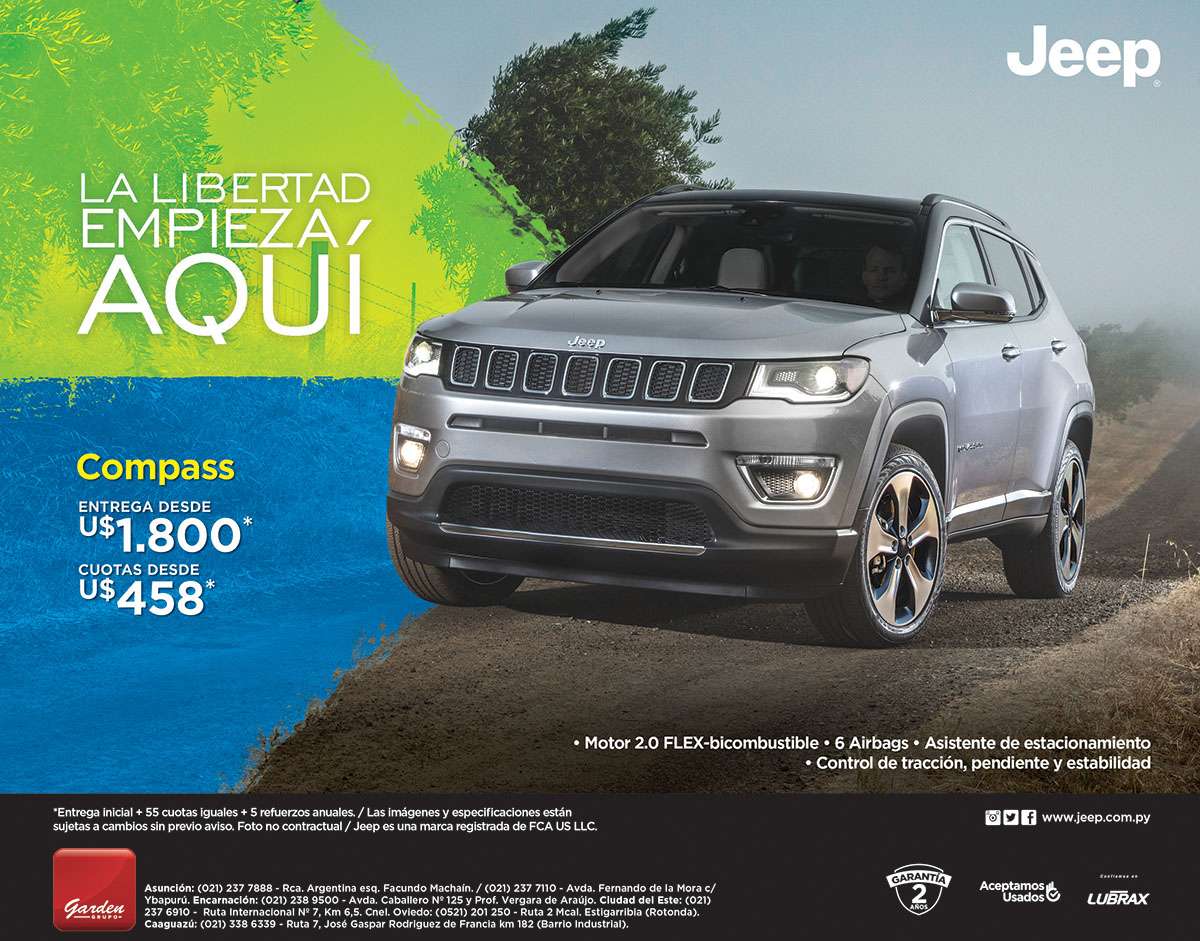 Jeep
LA LIBERTAD
EMPIEZA
AQUÍ
Jeep
Compass
ENTREGA DESDE
U$1.800*
CUOTAS DESDE
U$458*
• Motor 2.0 FLEX-bicombustible • 6 Airbags • Asistente de estacionamiento
• Control de tracción, pendiente y estabilidad
*Entrega inicial + 55 cuotas iguales + 5 refuerzos anuales. / Las imágenes y especificaciones están
sujetas a cambios sin previo aviso. Foto no contractual / Jeep es una marca registrada de FCA US LLC.
www.jeep.com.py
Garden
GRUPO
Asunción: (021) 237 7888 - Rca. Argentina esq. Facundo Machaín. / (021) 237 7110 - Avda. Fernando de la Mora c/
Ybapurú. Encarnación: (021) 238 9500 - Avda. Caballero Nº 125 y Prof. Vergara de Araújo. Ciudad del Este: (021)
237 6910 - Ruta Internacional Nº 7, Km 6,5. Cnel. Oviedo: (0521) 201 250 - Ruta 2 Mcal. Estigarribia (Rotonda).
Caaguazú: (021) 338 6339 - Ruta 7, José Gaspar Rodriguez de Francia km 182 (Barrio Industrial).
GARANTÍA
2
AÑOS
Aceptamos
Usados
Confiamos en
LUBRAX